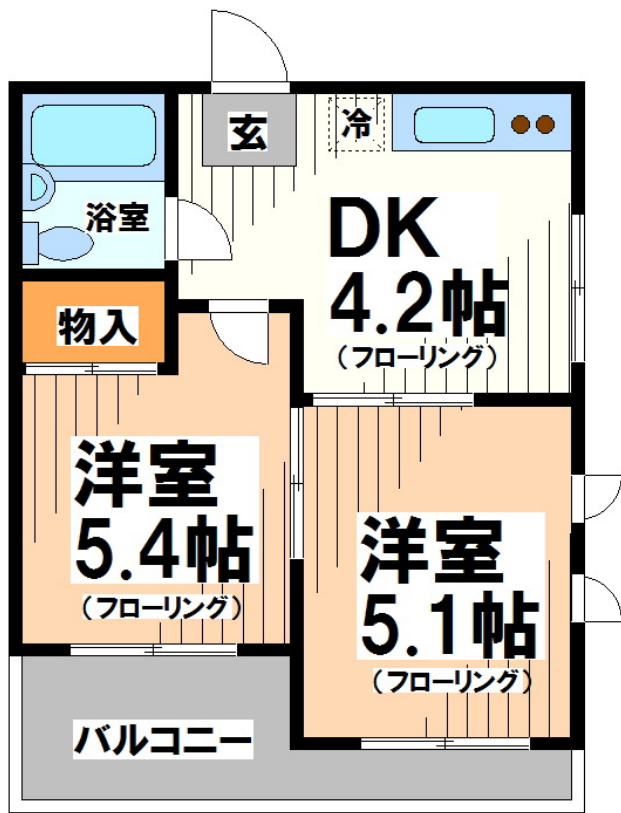 玄
冷
浴室
DK
4.2帖
(フローリング)
物入
洋室
5.4帖
(フローリング)
洋室
5.1帖
(フローリング)
バルコニー